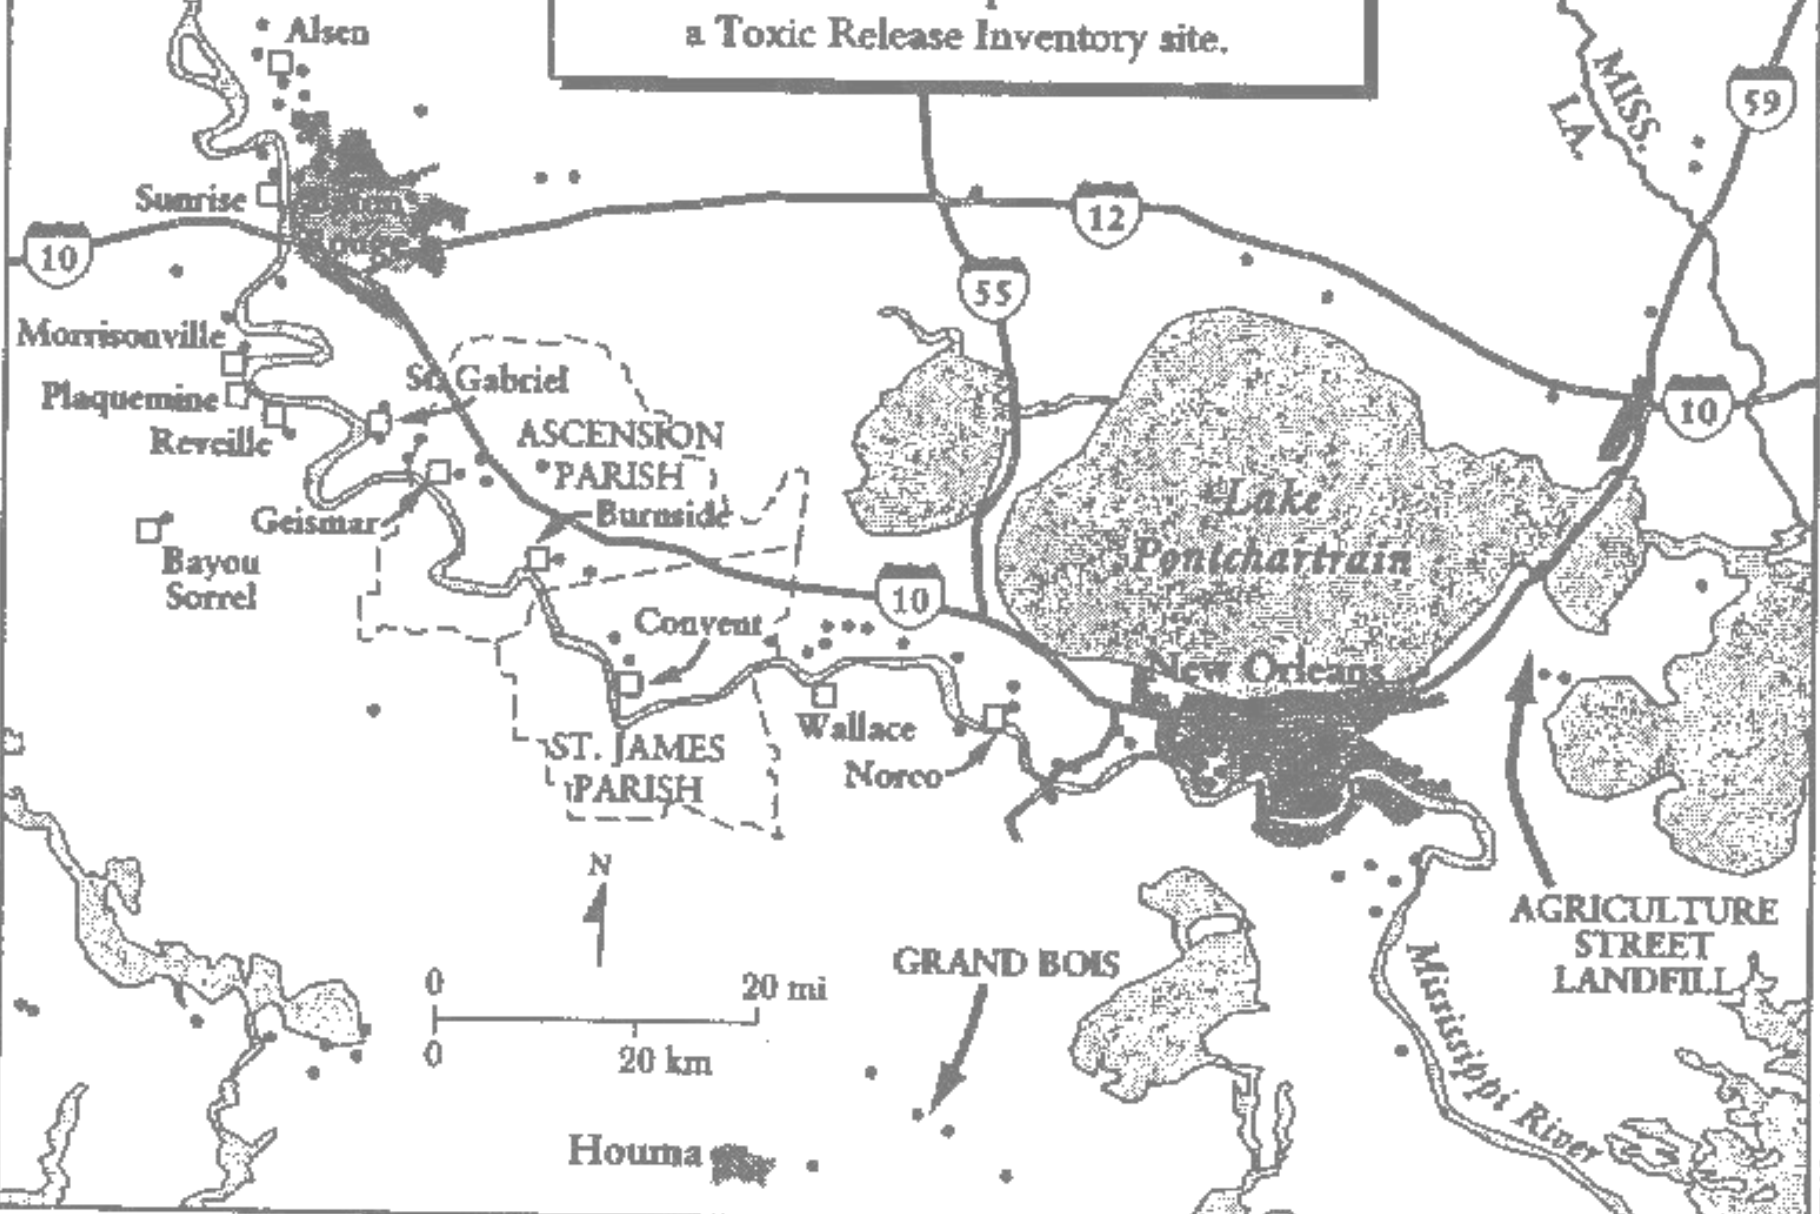 a Toxic Release Inventory site.
Alsen
MISS.
LA.
59
Sunrise
12
10
55
Morrisonville
St. Gabriel
Plaquemine
10
Reveille
ASCENSION
PARISH
Lake
Pontchartrain
Geismar
Burnside
Bayou
Sorrel
10
Convent
New Orleans
Wallace
ST. JAMES
PARISH
Norco
N
AGRICULTURE
STREET
LANDFILL
GRAND BOIS
0
20 mi
0
20 km
Mississippi River
Houma